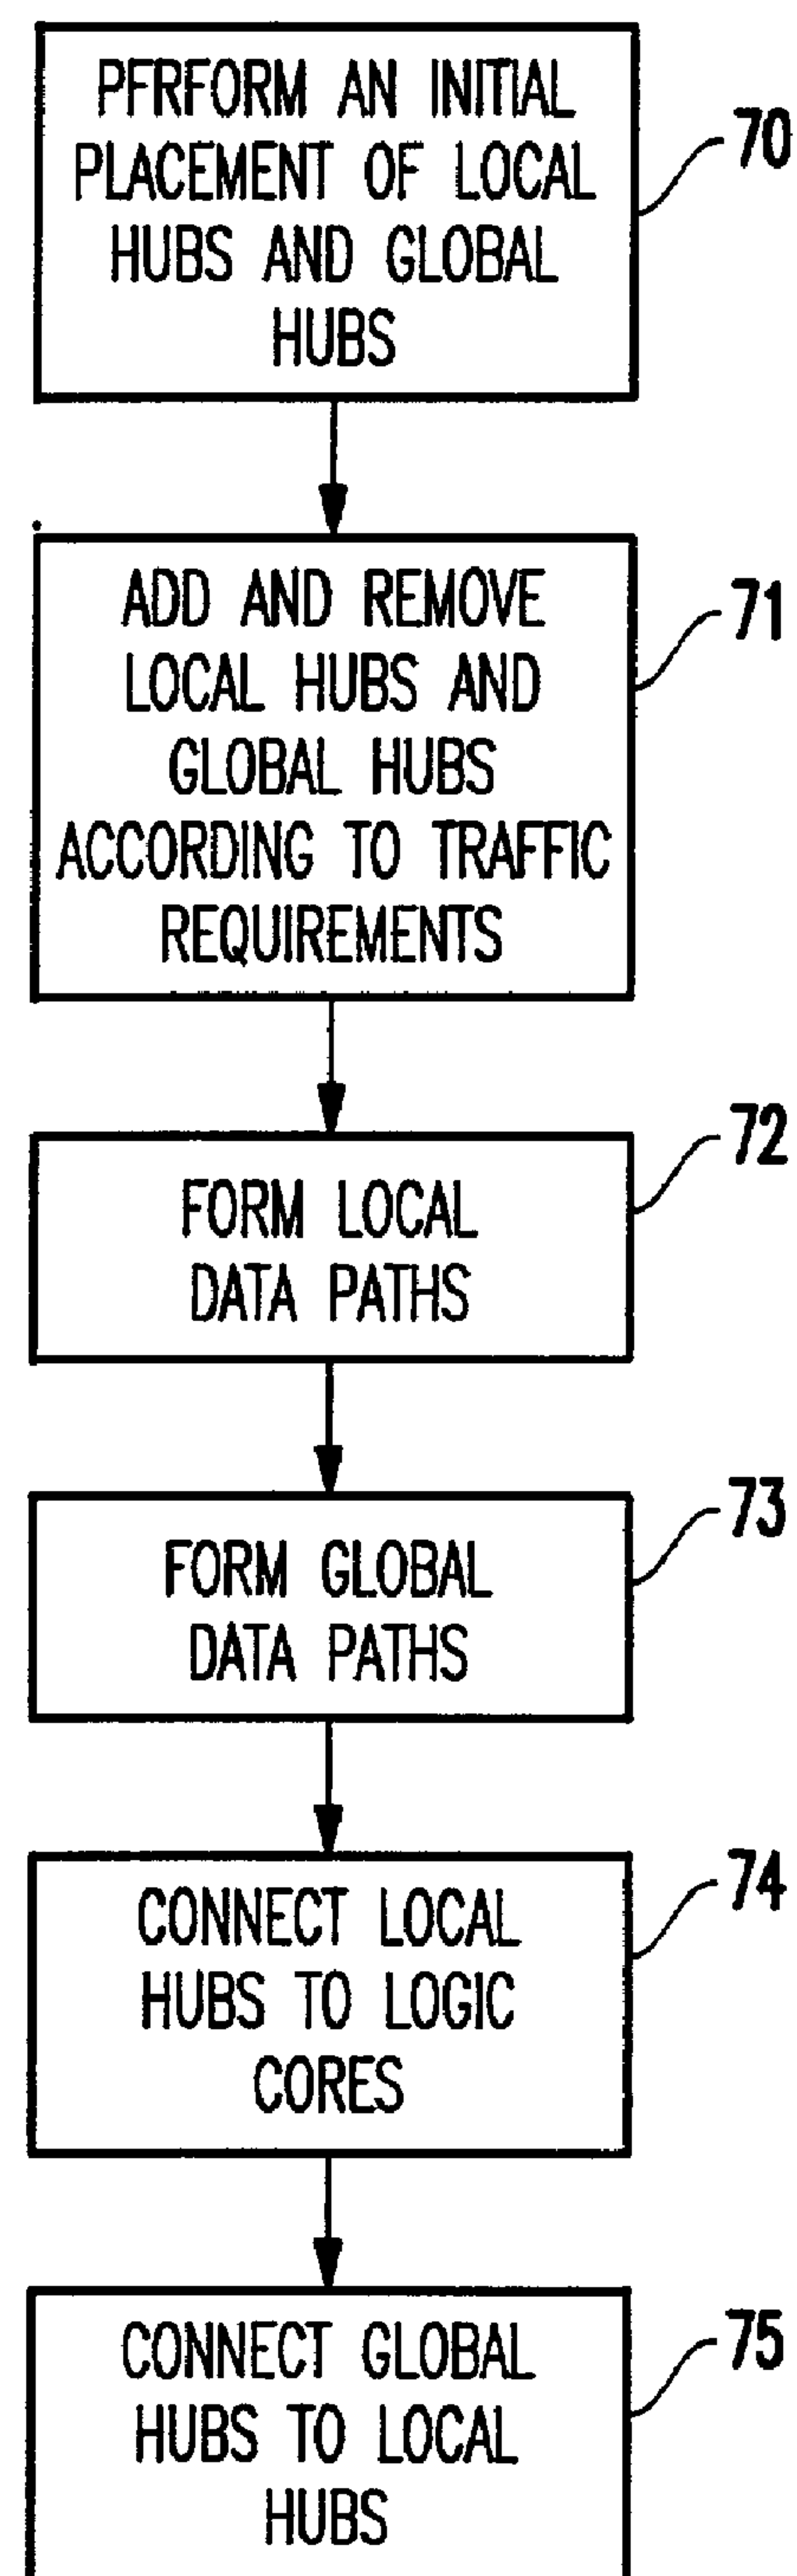 PFRFORM AN INITIAL
PLACEMENT OF LOCAL
HUBS AND GLOBAL
HUBS
70
ADD AND REMOVE
LOCAL HUBS AND
GLOBAL HUBS
ACCORDING TO TRAFFIC
REQUIREMENTS
71
FORM LOCAL
DATA PATHS
72
FORM GLOBAL
DATA PATHS
73
CONNECT LOCAL
HUBS TO LOGIC
CORES
74
CONNECT GLOBAL
HUBS TO LOCAL
HUBS
75